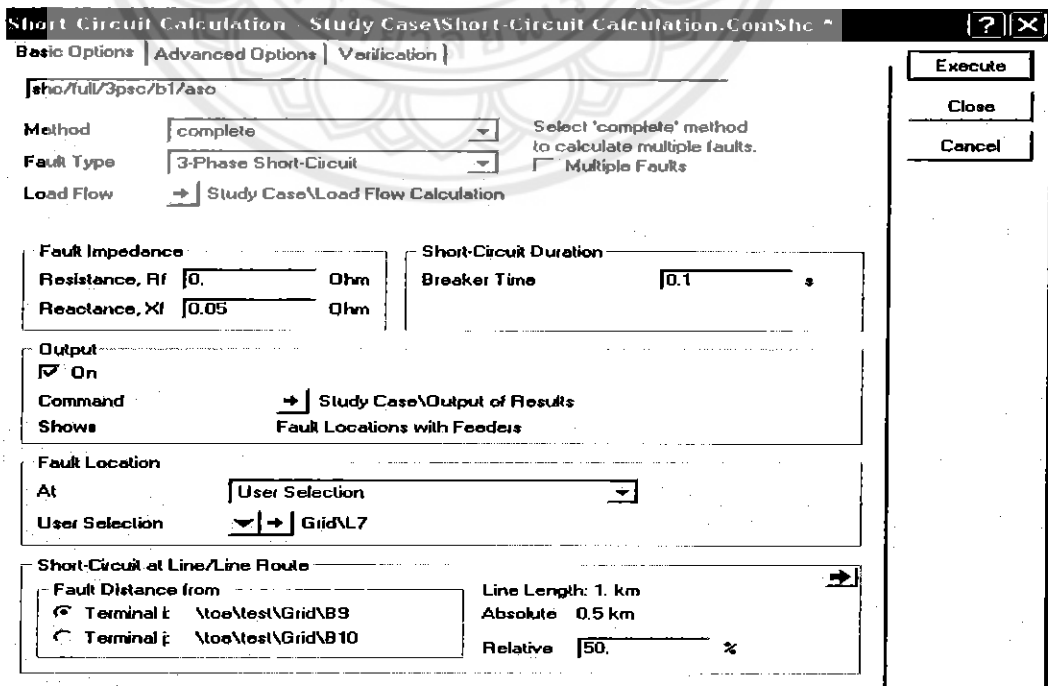 Short Circuit Calculation - Study Case\Short-Circuit Calculation.ComShc *
Basic Options Advanced Options Verification
Execute
Close
Cancel
sho/full/3psc/b1/aso
Method complete
Select 'complete' method
to calculate multiple faults.
Fault Type 3-Phase Short-Circuit
Multiple Faults
Load Flow Study Case\Load Flow Calculation
Fault Impedance
Resistance, Rf 0. Ohm
Reactance, Xf 0.05 Ohm
Short-Circuit Duration
Breaker Time 0.1 s
Output
On
Command Study Case\Output of Results
Shows Fault Locations with Feeders
Fault Location
At User Selection
User Selection Grid\L7
Short-Circuit at Line/Line Route
Fault Distance from
Terminal i: \toe\test\Grid\B9
Terminal j: \toe\test\Grid\B10
Line Length: 1. km
Absolute 0.5 km
Relative 50. %